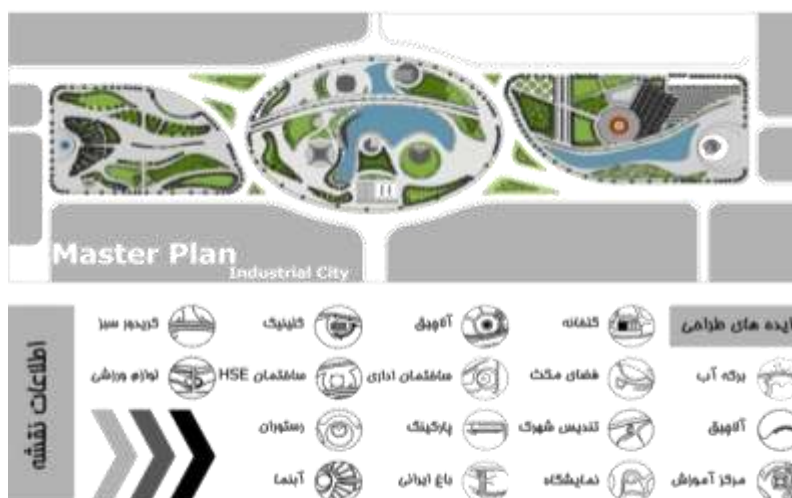 Master Plan
Industrial City
ایده های طراحی
گلخانه
آلاچیق
کلینیک
کریدور سبز
برکه آب
فضای مکث
ساختمان اداری
ساختمان HSE
لوازم ورزشی
آلاچیق
تندیس شهرک
پارکینگ
رستوران
مرکز آموزش
نمایشگاه
باغ ایرانی
آبنما
اطلاعات نقشه